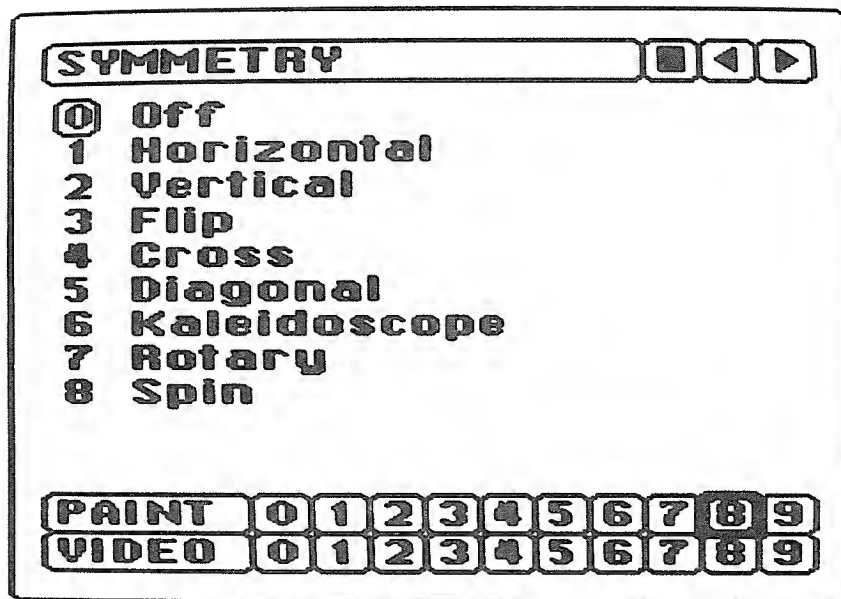 SYMMETRY
0 Off
1 Horizontal
2 Vertical
3 Flip
4 Cross
5 Diagonal
6 Kaleidoscope
7 Rotary
8 Spin
PAINT 0 1 2 3 4 5 6 7 8 9
VIDEO 0 1 2 3 4 5 6 7 8 9